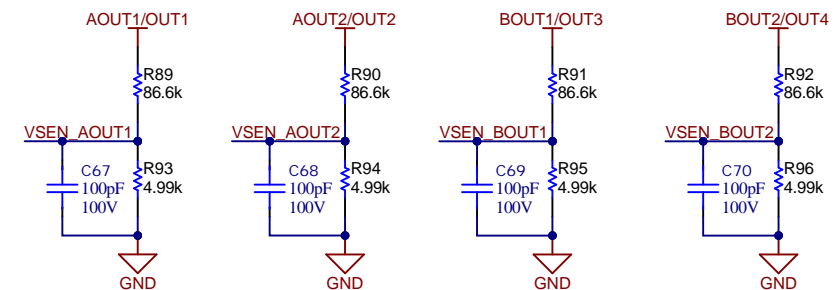 AOUT1/OUT1
AOUT2/OUT2
BOUT1/OUT3
BOUT2/OUT4
R89
86.6k
R90
86.6k
R91
86.6k
R92
86.6k
VSEN_AOUT1
VSEN_AOUT2
VSEN_BOUT1
VSEN_BOUT2
C67
100pF
100V
R93
4.99k
C68
100pF
100V
R94
4.99k
C69
100pF
100V
R95
4.99k
C70
100pF
100V
R96
4.99k
GND
GND
GND
GND